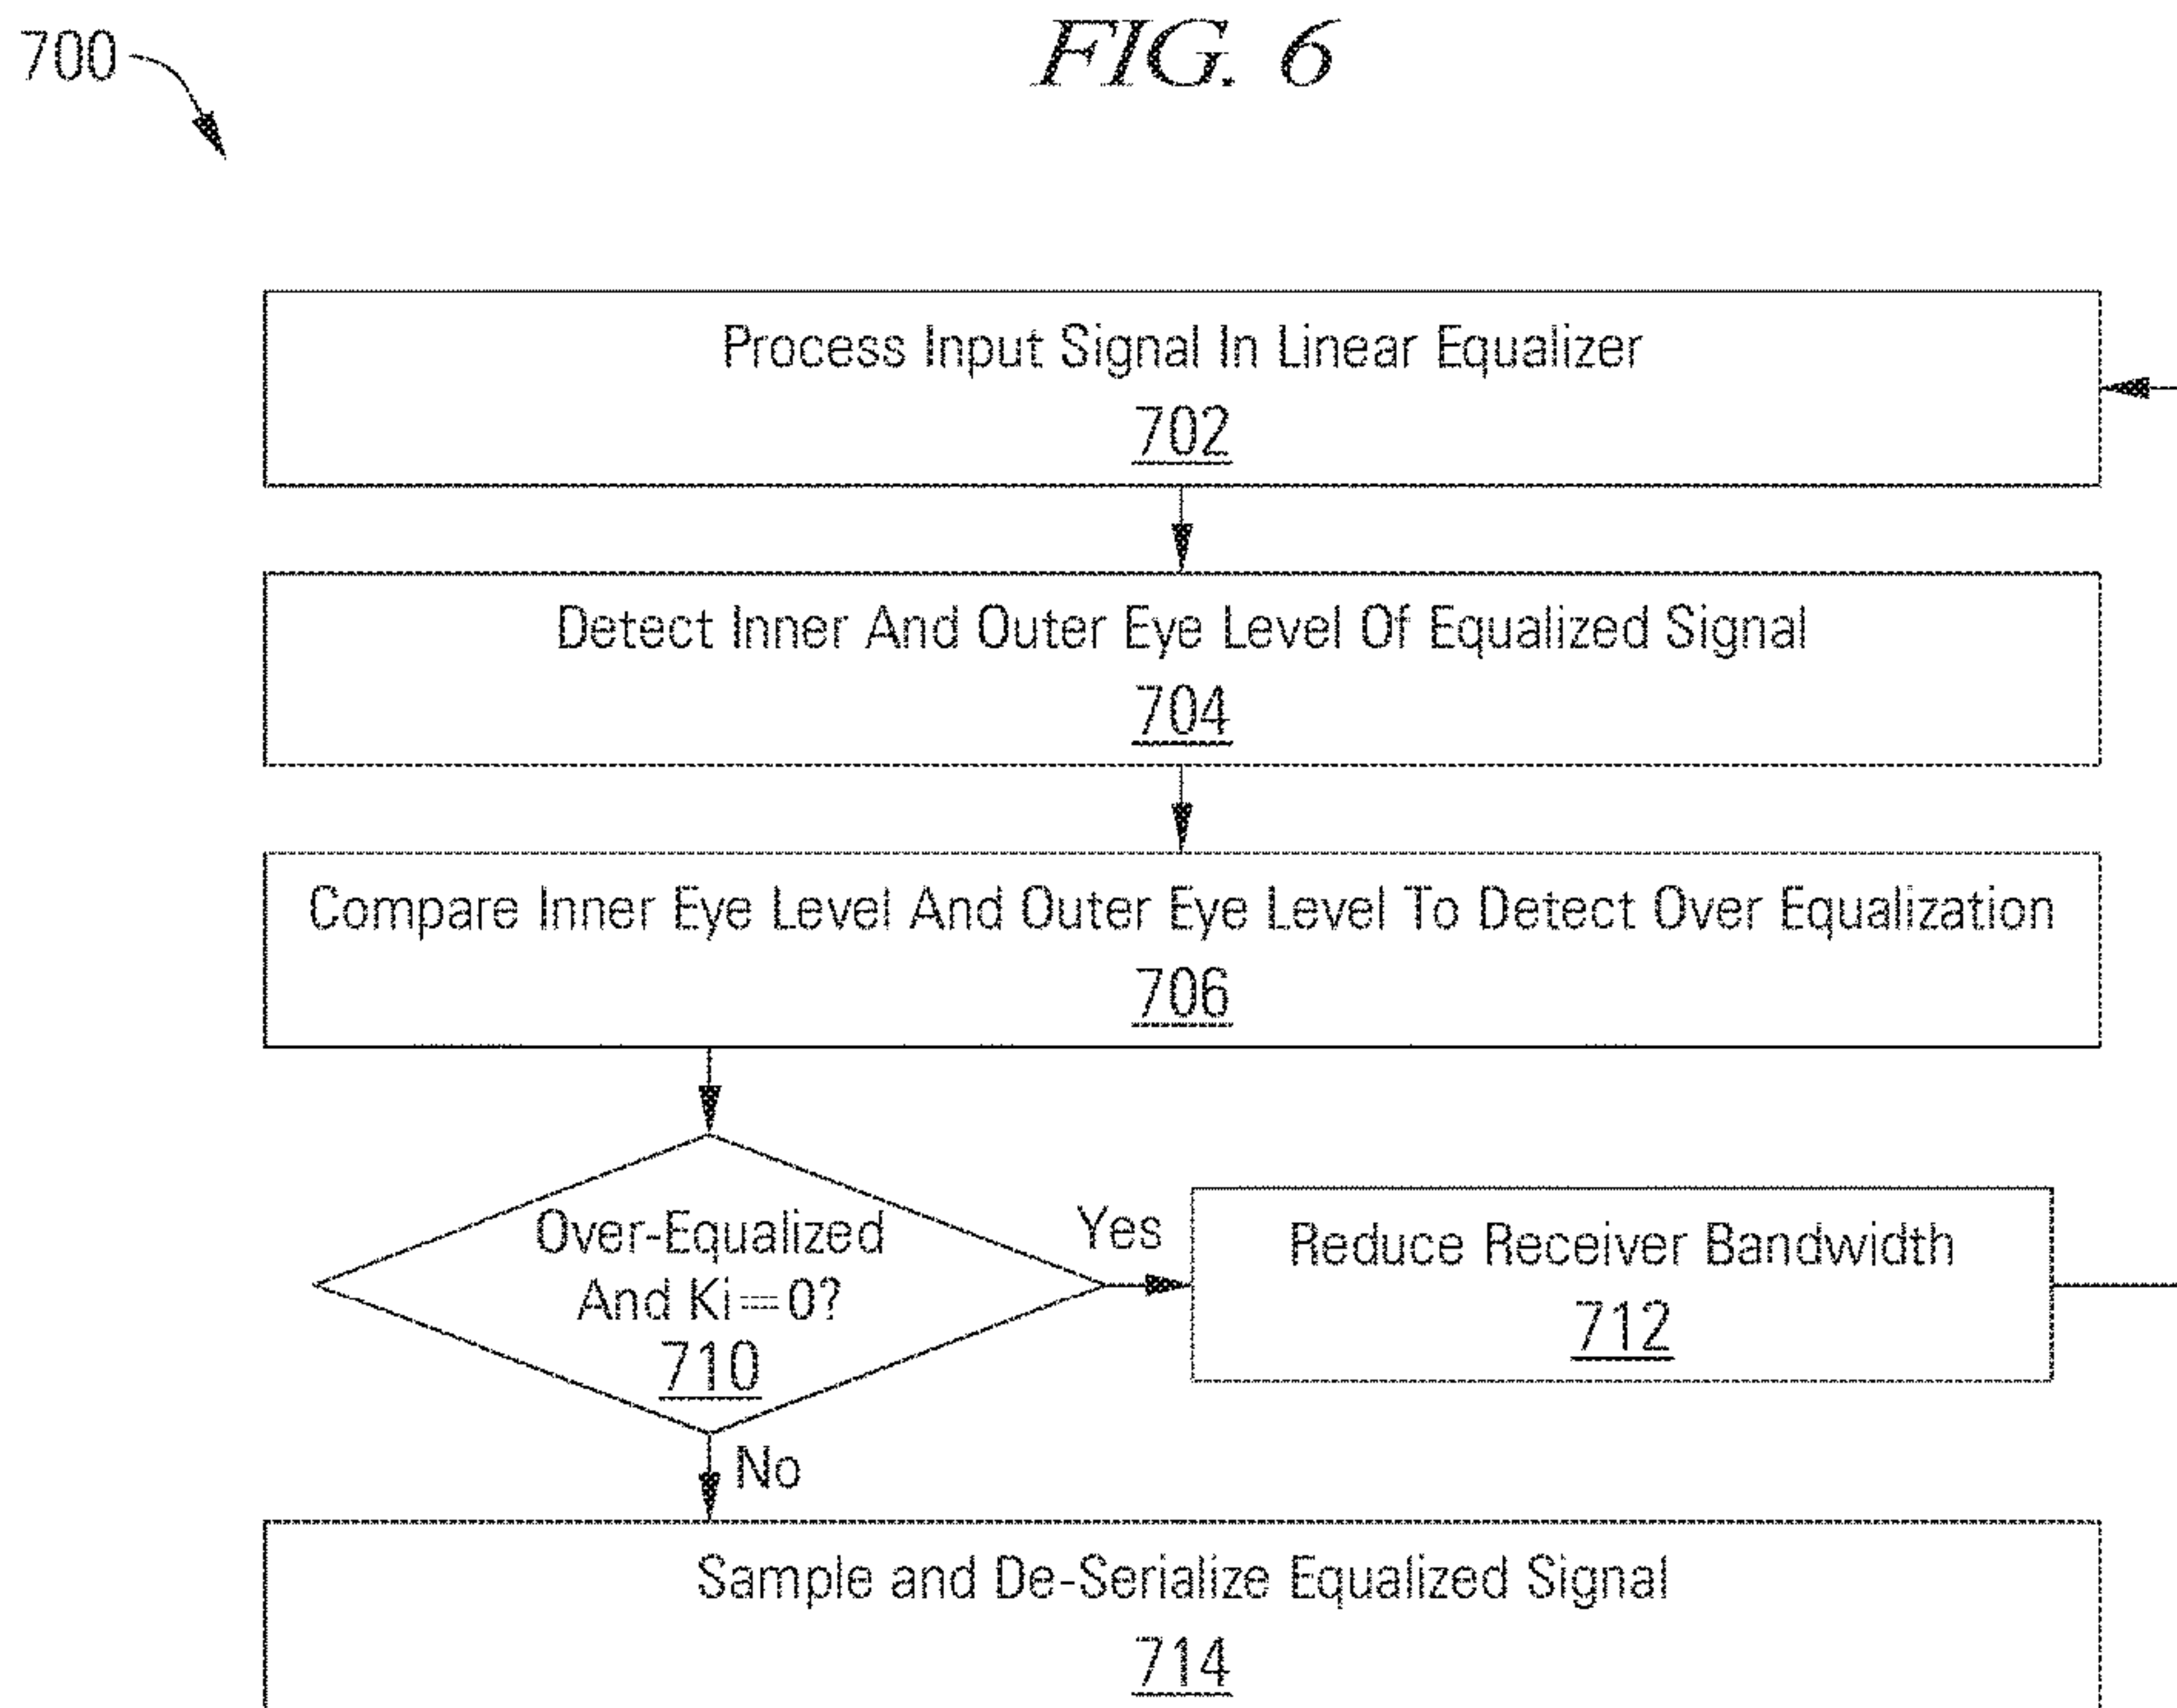 700
FIG. 6
Process Input Signal In Linear Equalizer
702
Detect Inner And Outer Eye Level Of Equalized Signal
704
Compare Inner Eye Level And Outer Eye Level To Detect Over Equalization
706
Over-Equalized
And Ki==0?
710
Yes
Reduce Receiver Bandwidth
712
No
Sample and De-Serialize Equalized Signal
714